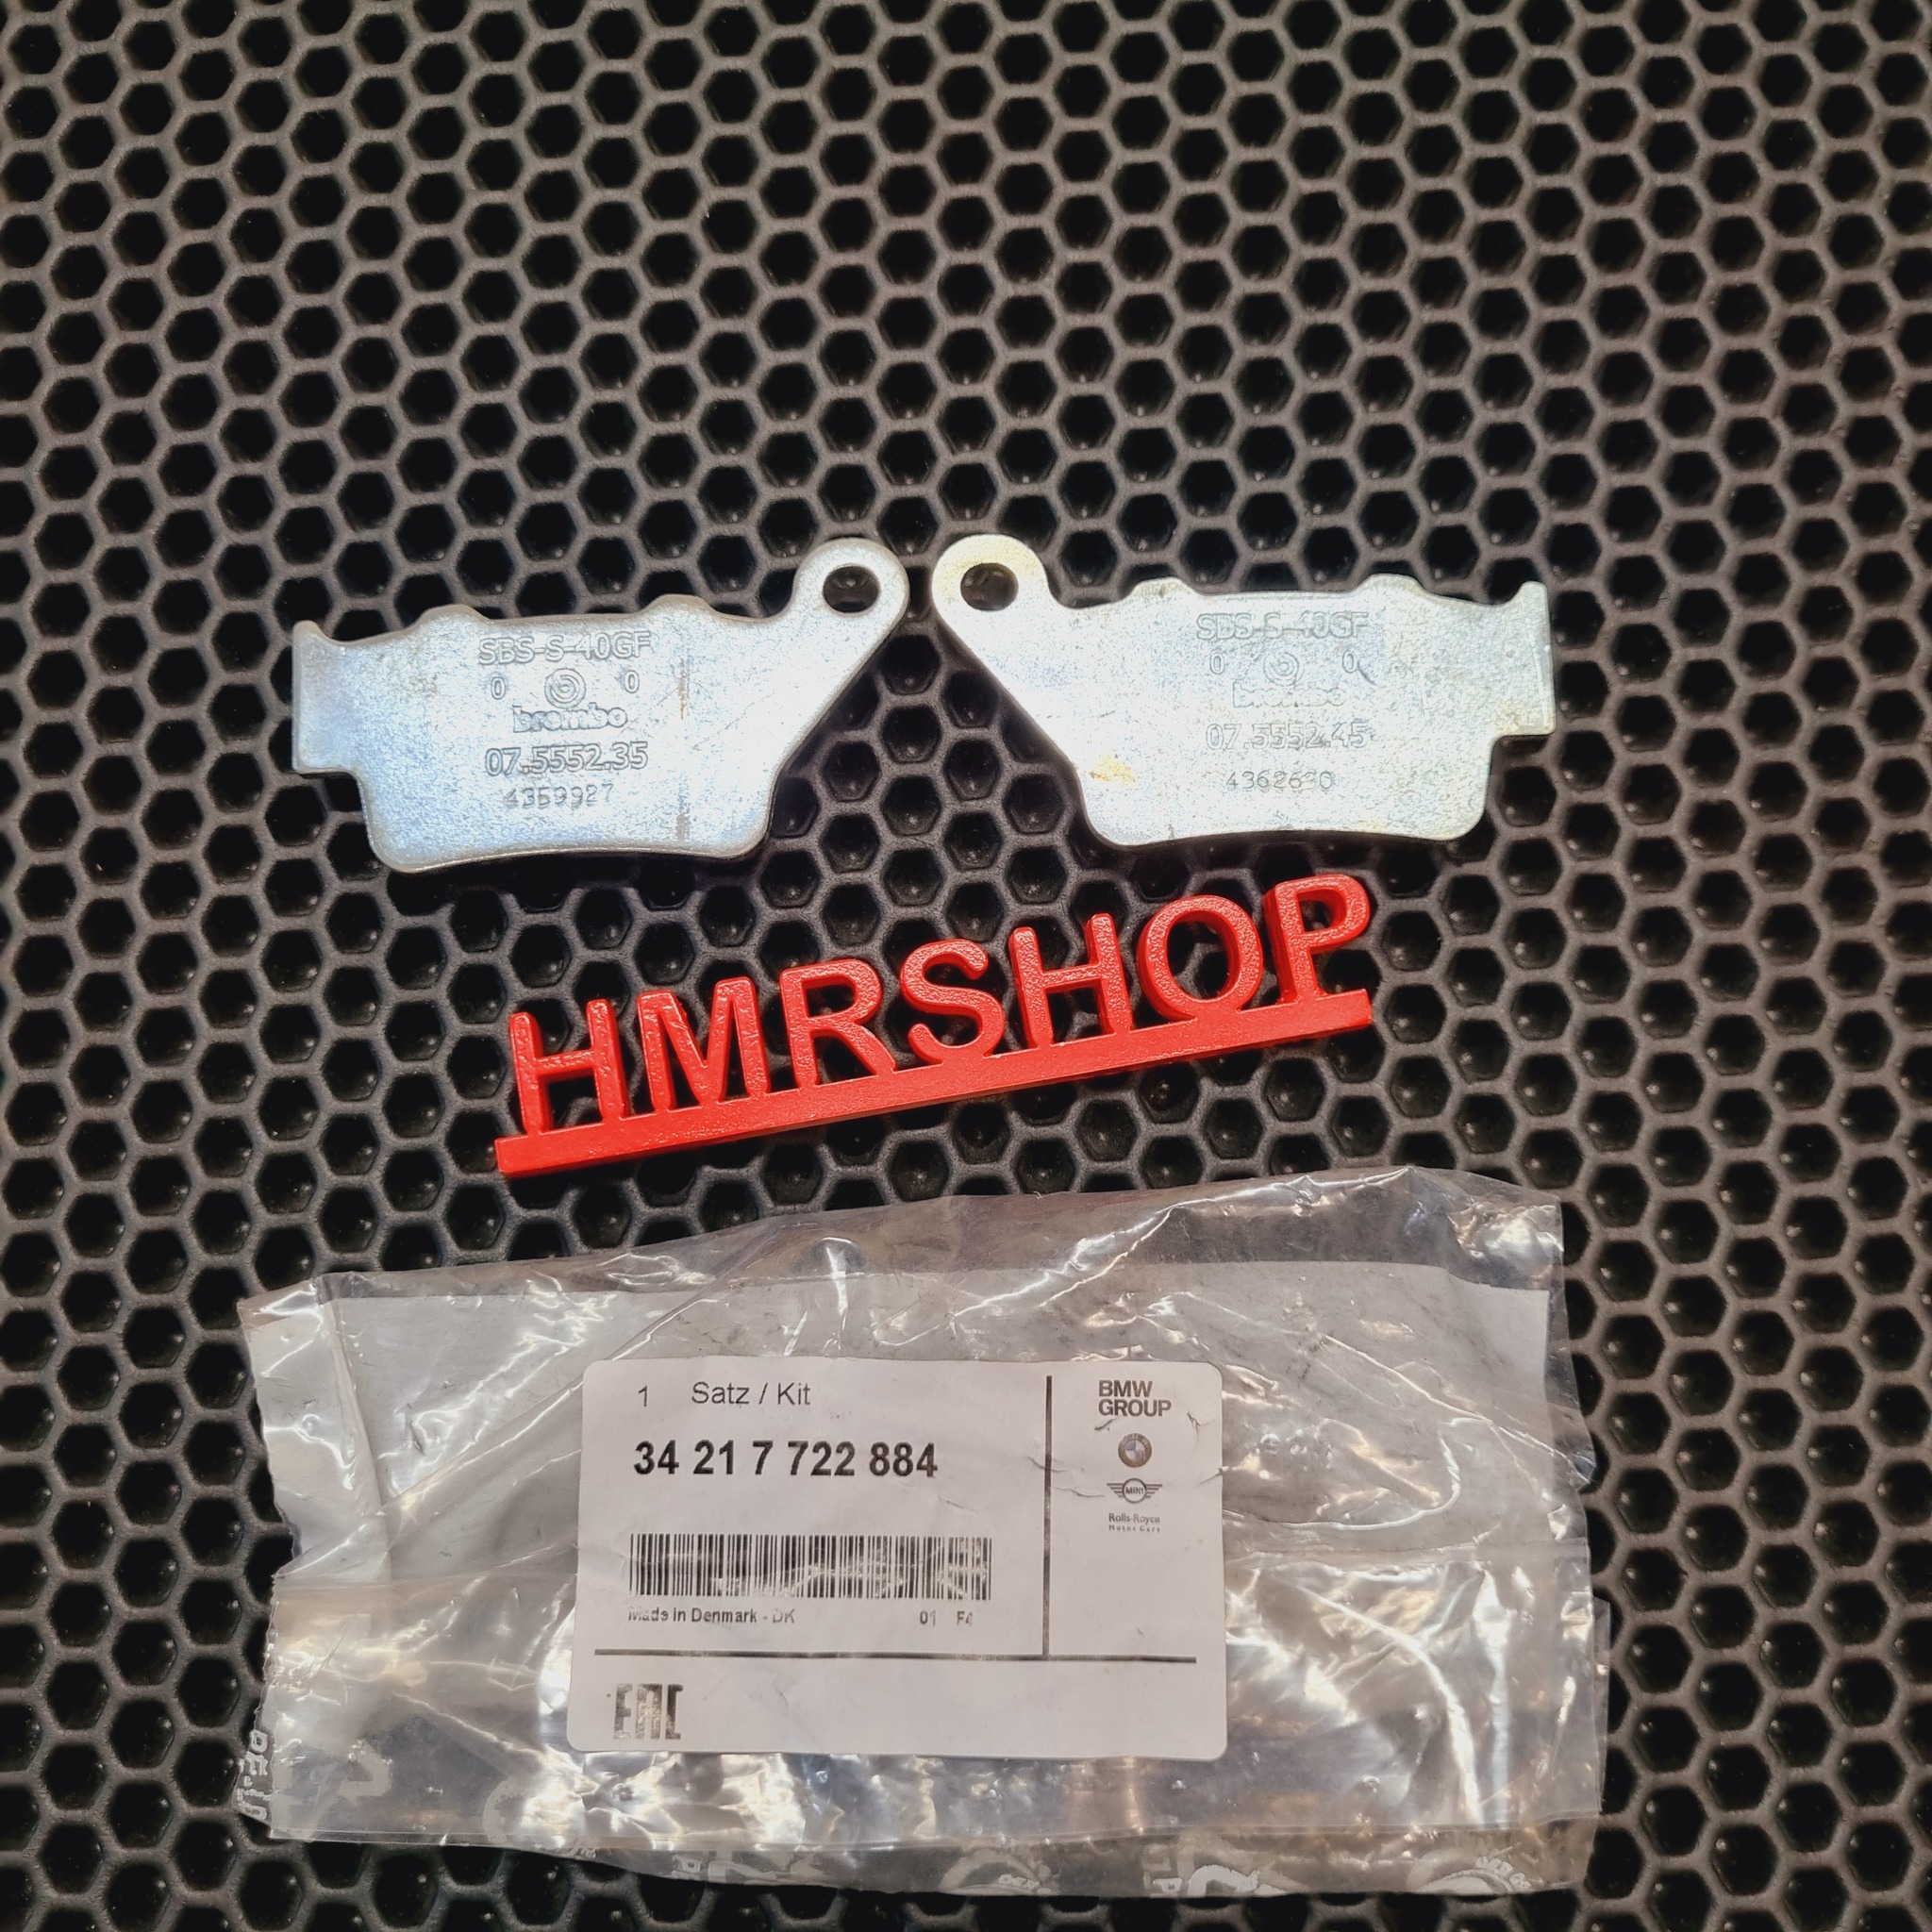 SBS-S-40GF
0 0
brembo
07.5552.35
4359927
SBS-S-40GF
0 0
brembo
07.5552.45
HMRSHOP
1 Satz / Kit
34 21 7 722 884
Made in Denmark - DK 01 F4
BMW
GROUP
MINI
Rolls-Royce
Motor Cars
EAC